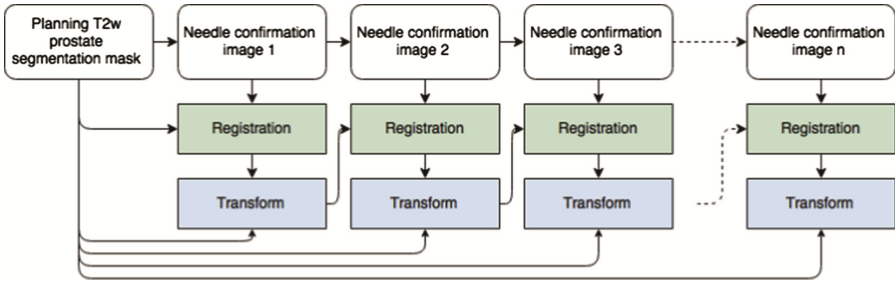 Planning T2w
prostate
segmentation mask
Needle confirmation
image 1
Needle confirmation
image 2
Needle confirmation
image 3
Needle confirmation
image n
Registration
Registration
Registration
Registration
Transform
Transform
Transform
Transform